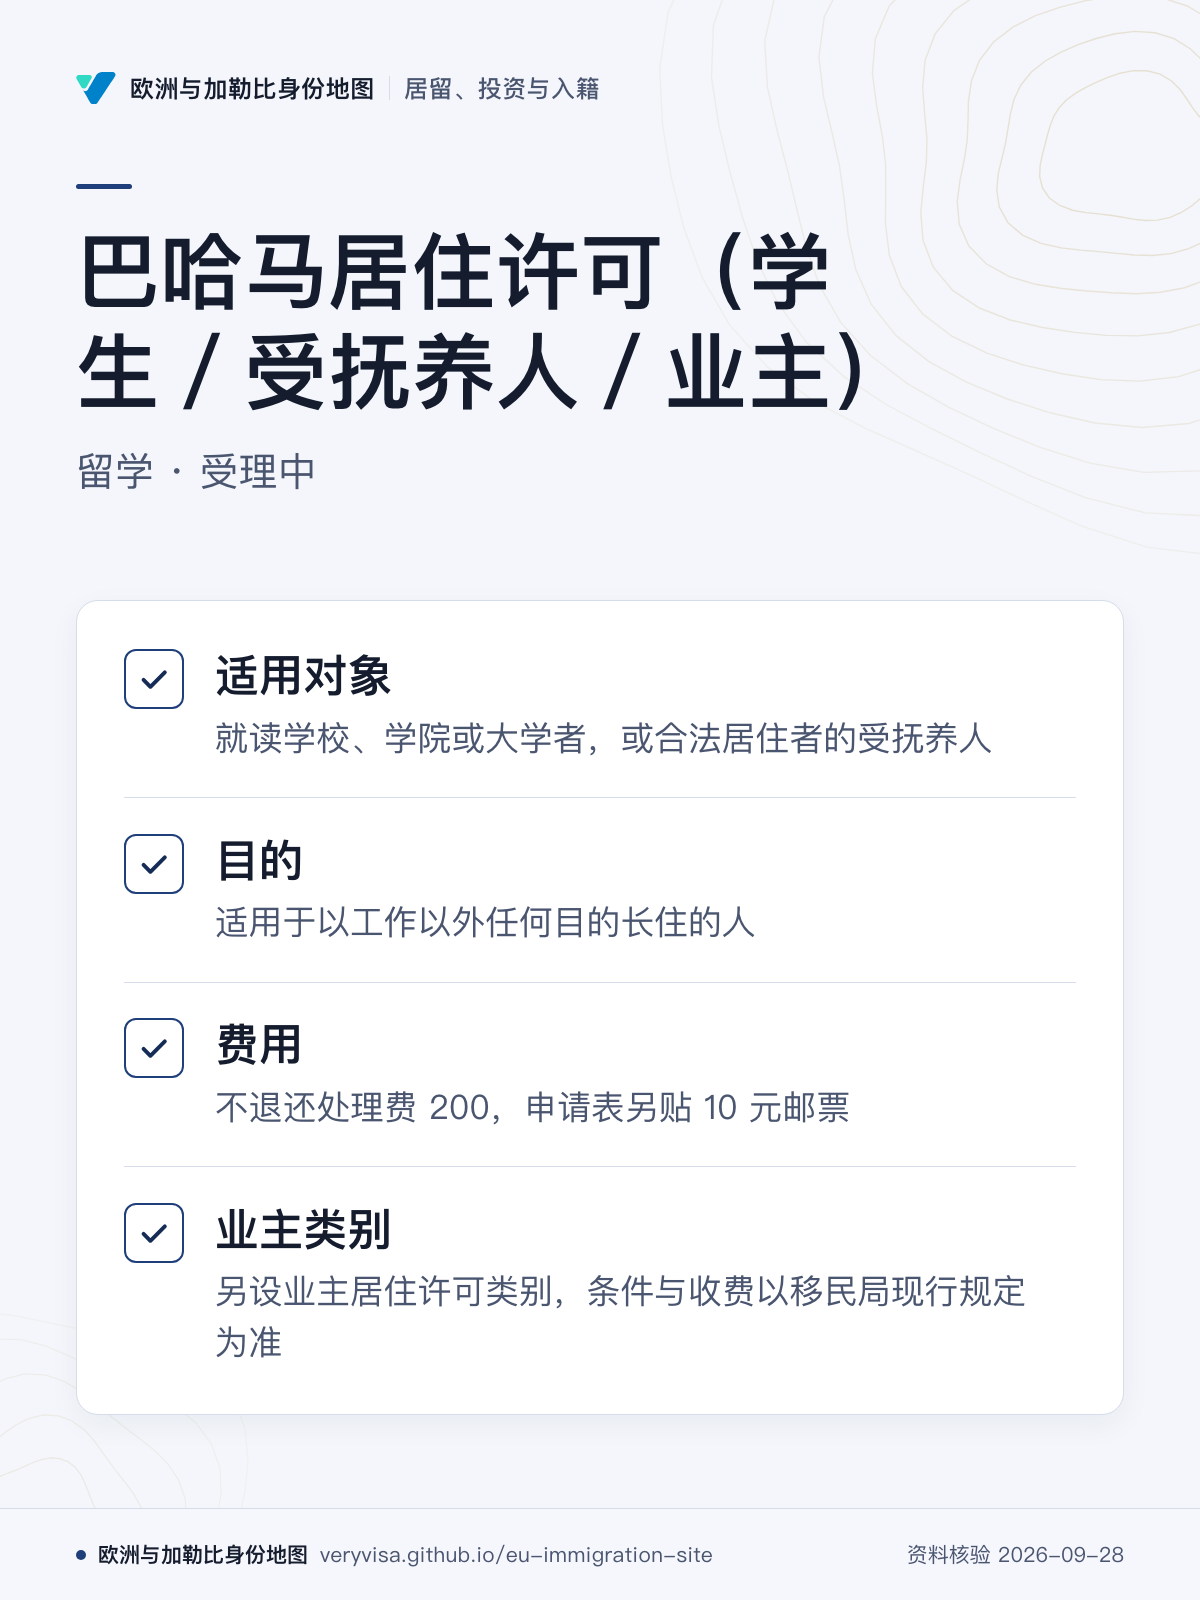 欧洲与加勒比身份地图 居留、投资与入籍
巴哈马居住许可（学
生 / 受抚养人 / 业主）
留学 · 受理中
适用对象
就读学校、学院或大学者，或合法居住者的受抚养人
目的
适用于以工作以外任何目的长住的人
费用
不退还处理费 200，申请表另贴 10 元邮票
业主类别
另设业主居住许可类别，条件与收费以移民局现行规定
为准
欧洲与加勒比身份地图 veryvisa.github.io/eu-immigration-site 资料核验 2026-09-28